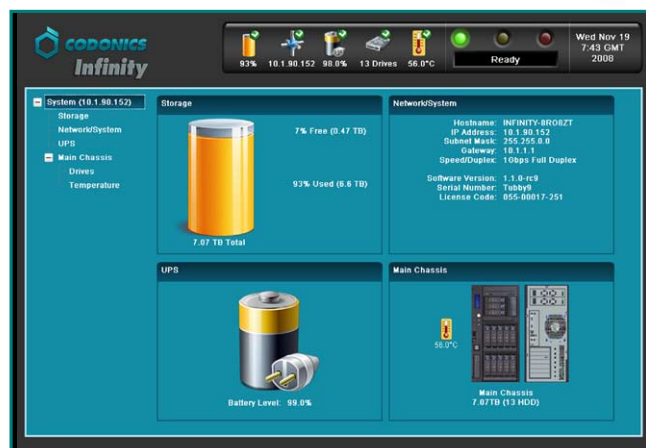 CODONICS
Infinity
93%
10.1.90.152
98.0%
13 Drives
56.0°C
Ready
Wed Nov 19
7:43 GMT
2008
System (10.1.90.152)
Storage
Network/System
UPS
Main Chassis
Drives
Temperature
Storage
7% Free (0.47 TB)
93% Used (6.6 TB)
7.07 TB Total
Network/System
Hostname: INFINITY-BRO8ZT
IP Address: 10.1.90.152
Subnet Mask: 255.255.0.0
Gateway: 10.1.1.1
Speed/Duplex: 1Gbps Full Duplex
Software Version: 1.1.0-rc9
Serial Number: Tubby9
License Code: 055-00017-251
UPS
Battery Level: 99.0%
Main Chassis
56.0°C
Main Chassis
7.07TB (13 HDD)